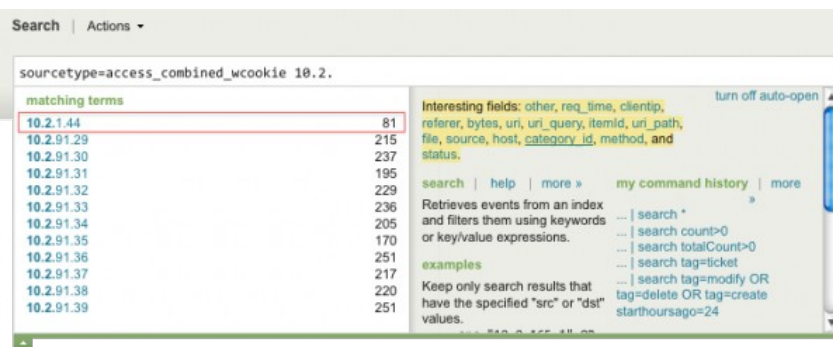 Search | Actions
sourcetype=access_combined_wcookie 10.2.
matching terms
10.2.1.44 81
10.2.91.29 215
10.2.91.30 237
10.2.91.31 195
10.2.91.32 229
10.2.91.33 236
10.2.91.34 205
10.2.91.35 170
10.2.91.36 251
10.2.91.37 217
10.2.91.38 220
10.2.91.39 251
turn off auto-open
Interesting fields: other, req_time, clientip,
referer, bytes, uri, uri_query, itemId, uri_path,
file, source, host, category_id, method, and
status.
search | help | more »
Retrieves events from an index
and filters them using keywords
or key/value expressions.
examples
Keep only search results that
have the specified "src" or "dst"
values.
my command history | more
»
... | search *
... | search count>0
... | search totalCount>0
... | search tag=ticket
... | search tag=modify OR
tag=delete OR tag=create
starthoursago=24